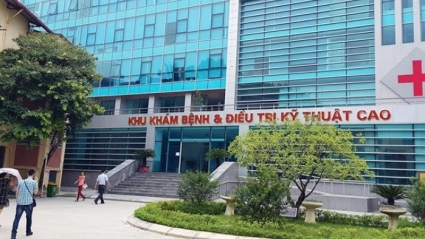 KHU KHÁM BỆNH & ĐIỀU TRỊ KỸ THUẬT CAO